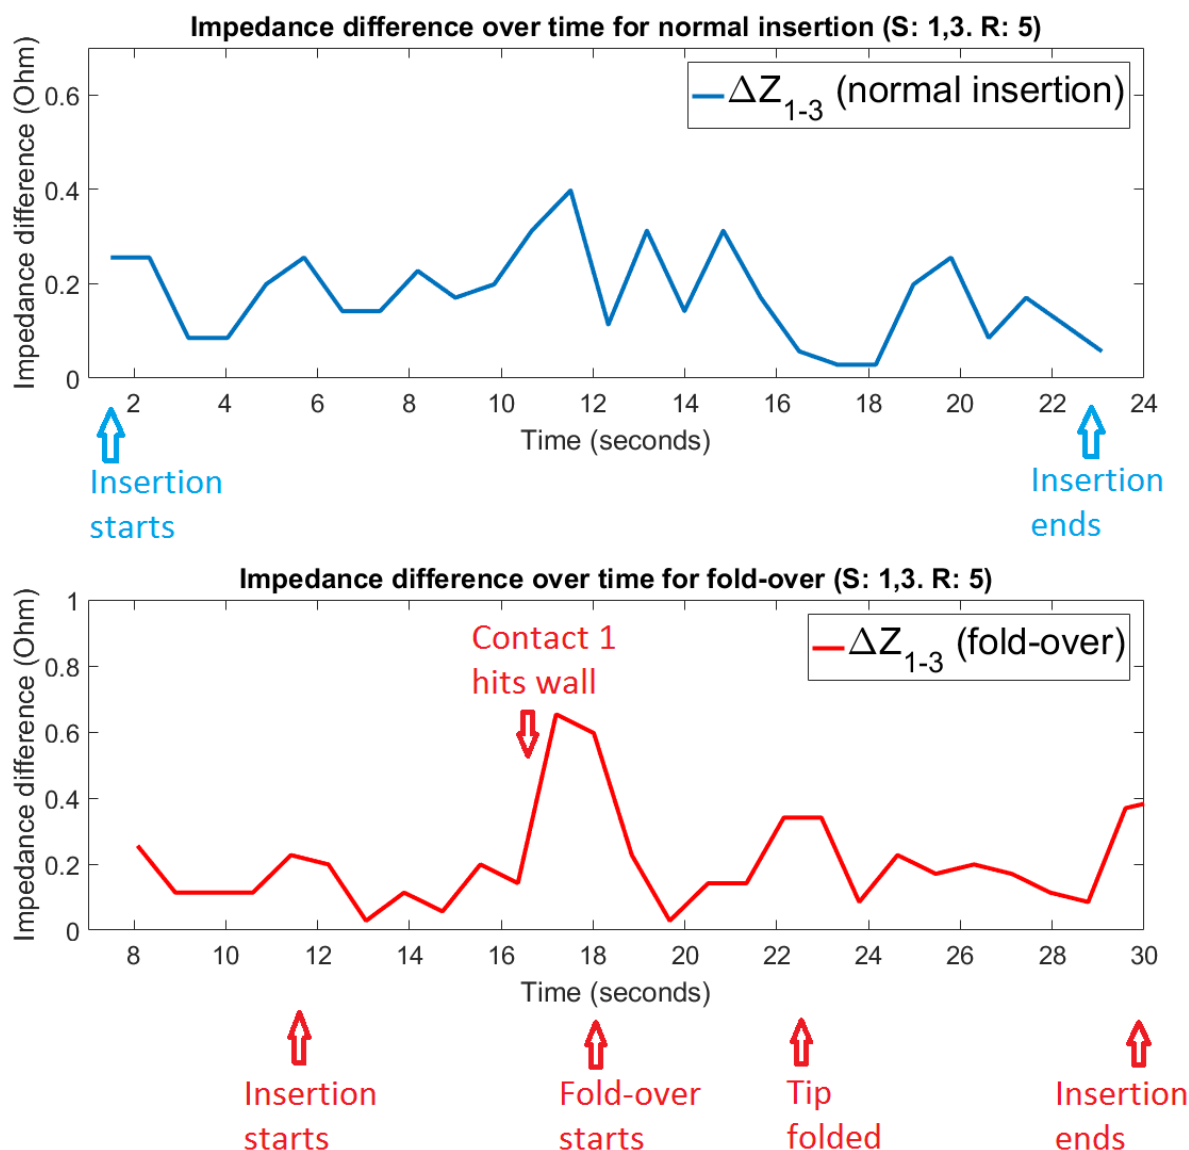 Impedance difference over time for normal insertion (S: 1,3. R: 5)
Impedance difference (Ohm)
0.6
0.4
0.2
0
ΔZ1-3 (normal insertion)
2 4 6 8 10 12 14 16 18 20 22 24
Time (seconds)
Insertion
starts
Insertion
ends
Impedance difference over time for fold-over (S: 1,3. R: 5)
Impedance difference (Ohm)
1
0.8
0.6
0.4
0.2
0
Contact 1
hits wall
ΔZ1-3 (fold-over)
8 10 12 14 16 18 20 22 24 26 28 30
Time (seconds)
Insertion
starts
Fold-over
starts
Tip
folded
Insertion
ends